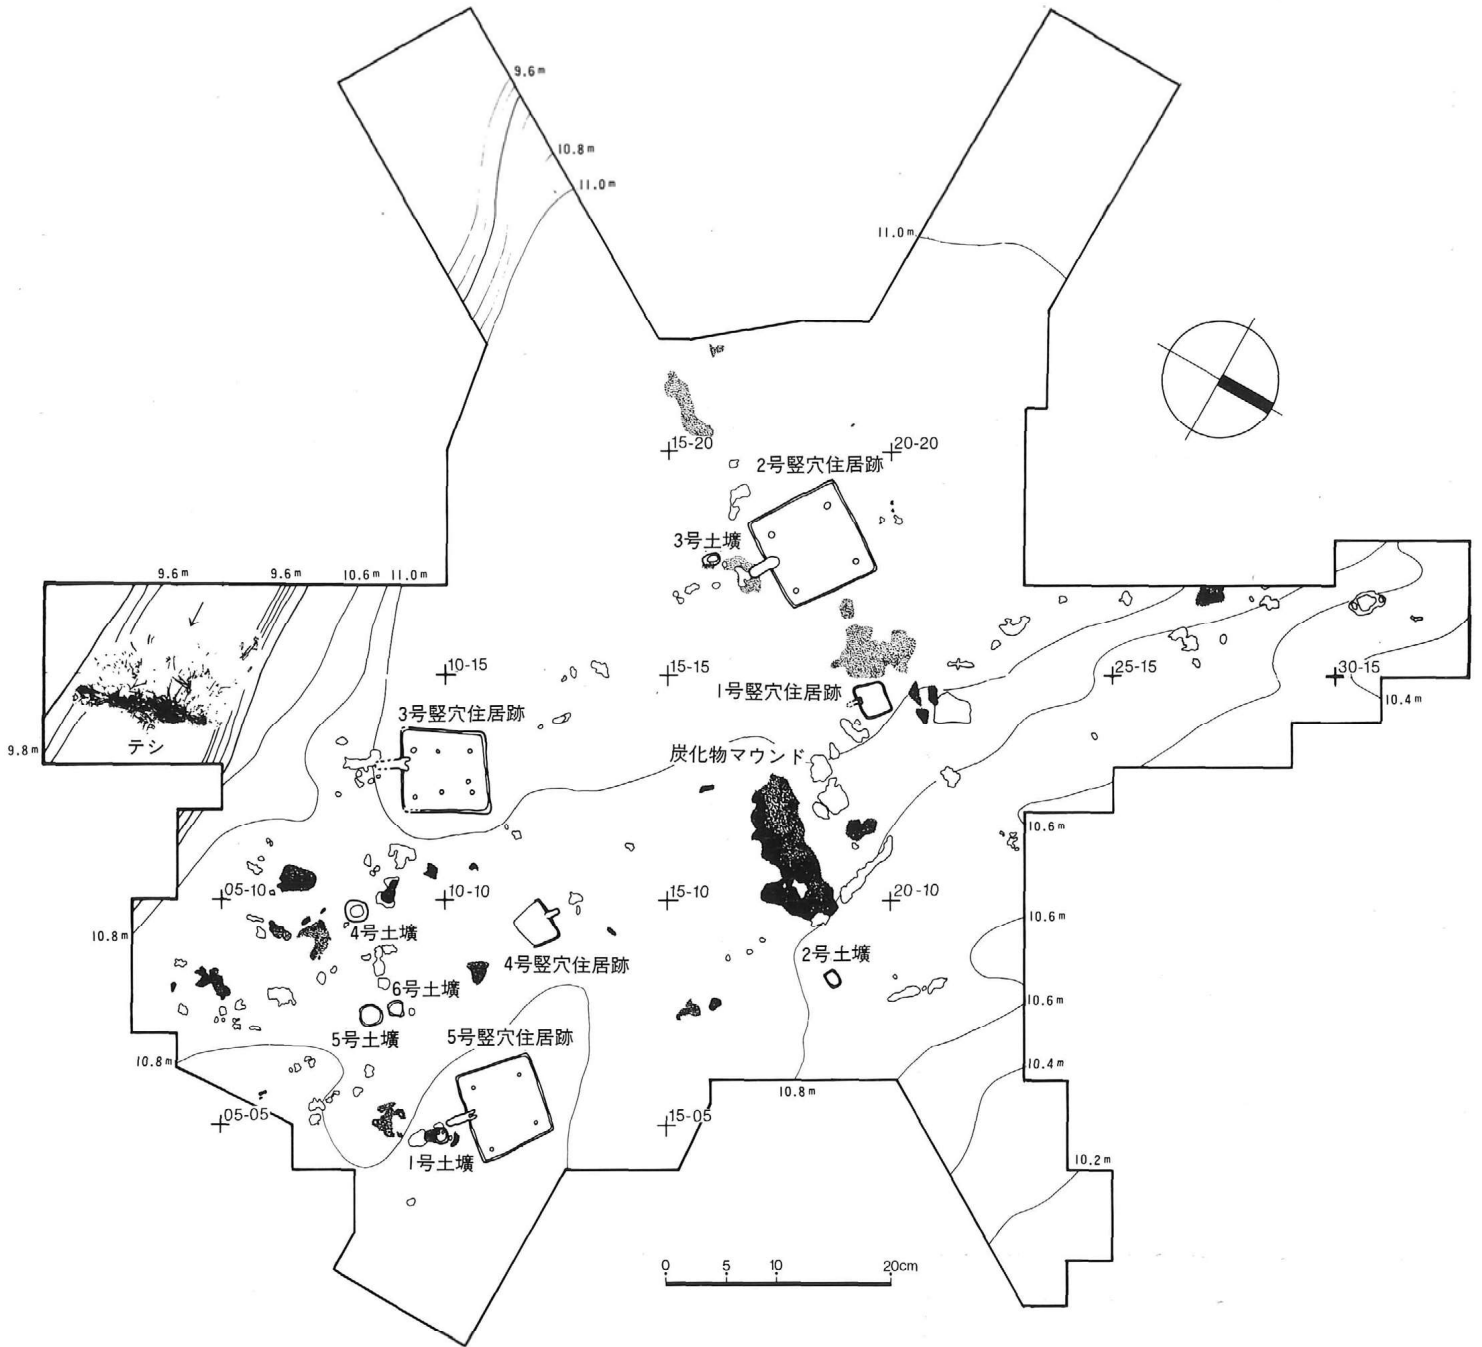 9.6m
10.8m
11.0m
11.0m
15-20
20-20
2号竪穴住居跡
3号土壙
9.6m
9.6m
10.6m
11.0m
10-15
15-15
25-15
30-15
1号竪穴住居跡
10.4m
3号竪穴住居跡
テシ
9.8m
炭化物マウンド
10.6m
05-10
10-10
15-10
20-10
10.6m
4号土壙
10.8m
4号竪穴住居跡
2号土壙
6号土壙
10.6m
5号土壙
5号竪穴住居跡
10.8m
10.4m
10.8m
05-05
15-05
1号土壙
10.2m
0 5 10 20cm